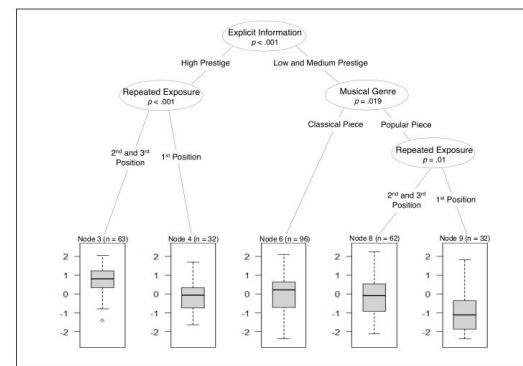 Explicit Information
p < .001
High Prestige
Low and Medium Prestige
Repeated Exposure
p <.001
Musical Genre
p = .019
Classical Piece
Popular Piece
2nd and 3rd
Position
1st Position
Repeated Exposure
p = .01
2nd and 3rd
Position
1st Position
Node 3 (n = 63)
Node 4 (n = 32)
Node 6 (n = 96)
Node 8 (n = 62)
Node 9 (n = 32)
2
1
0
-1
-2
2
1
0
-1
-2
2
1
0
-1
-2
2
1
0
-1
-2
2
1
0
-1
-2